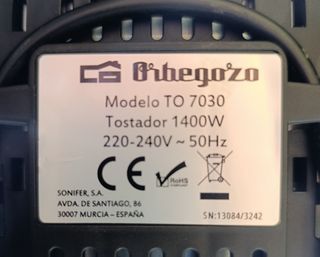 Orbegozo
Modelo TO 7030
Tostador 1400W
220-240V ~ 50Hz
CE RoHS
SONIFER, S.A.
AVDA. DE SANTIAGO, 86
30007 MURCIA – ESPAÑA
SN:13084/3242